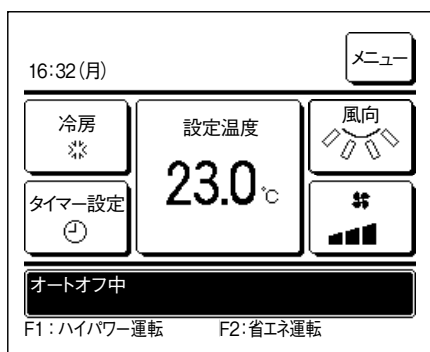 16:32(月)
メニュー
冷房
設定温度
風向
23.0℃
タイマー設定
オートオフ中
F1：ハイパワー運転 F2：省エネ運転